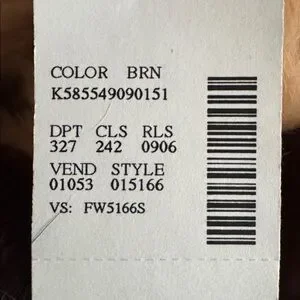 COLOR BRN
K585549090151
DPT CLS RLS
327 242 0906
VEND STYLE
01053 015166
VS: FW5166S